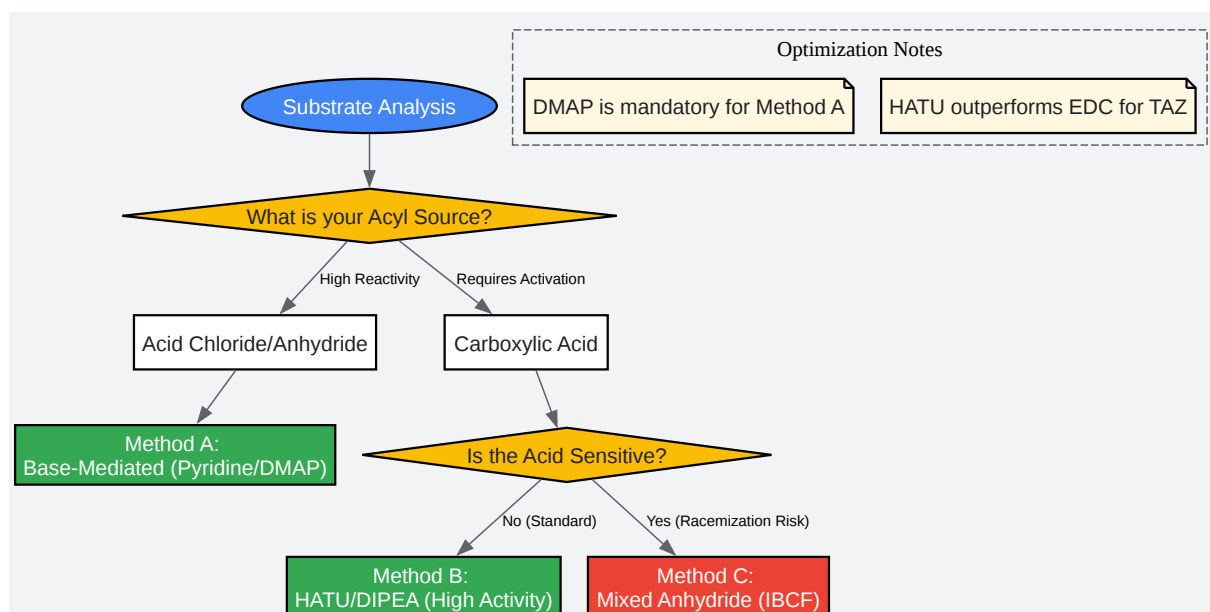 Optimization Notes
Substrate Analysis
DMAP is mandatory for Method A
HATU outperforms EDC for TAZ
What is your Acyl Source?
High Reactivity
Requires Activation
Acid Chloride/Anhydride
Carboxylic Acid
Method A:
Base-Mediated (Pyridine/DMAP)
Is the Acid Sensitive?
No (Standard)
Yes (Racemization Risk)
Method B:
HATU/DIPEA (High Activity)
Method C:
Mixed Anhydride (IBCF)